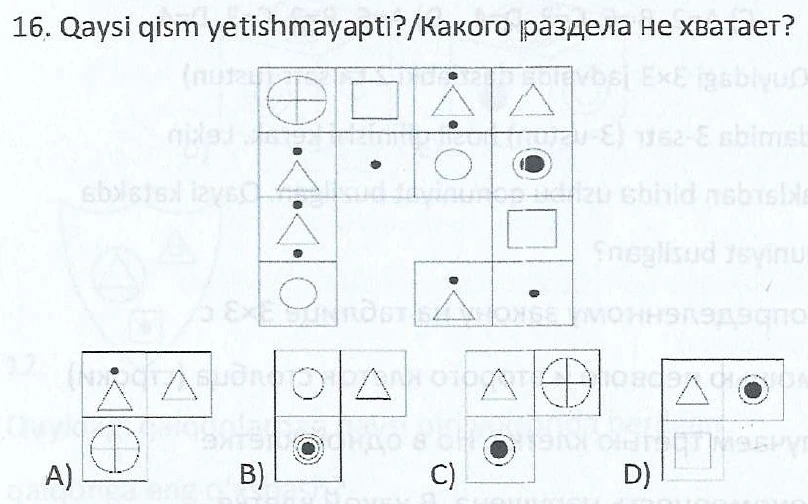 16. Qaysi qism yetishmayapti?/Какого раздела не хватает?
A) B) C) D)